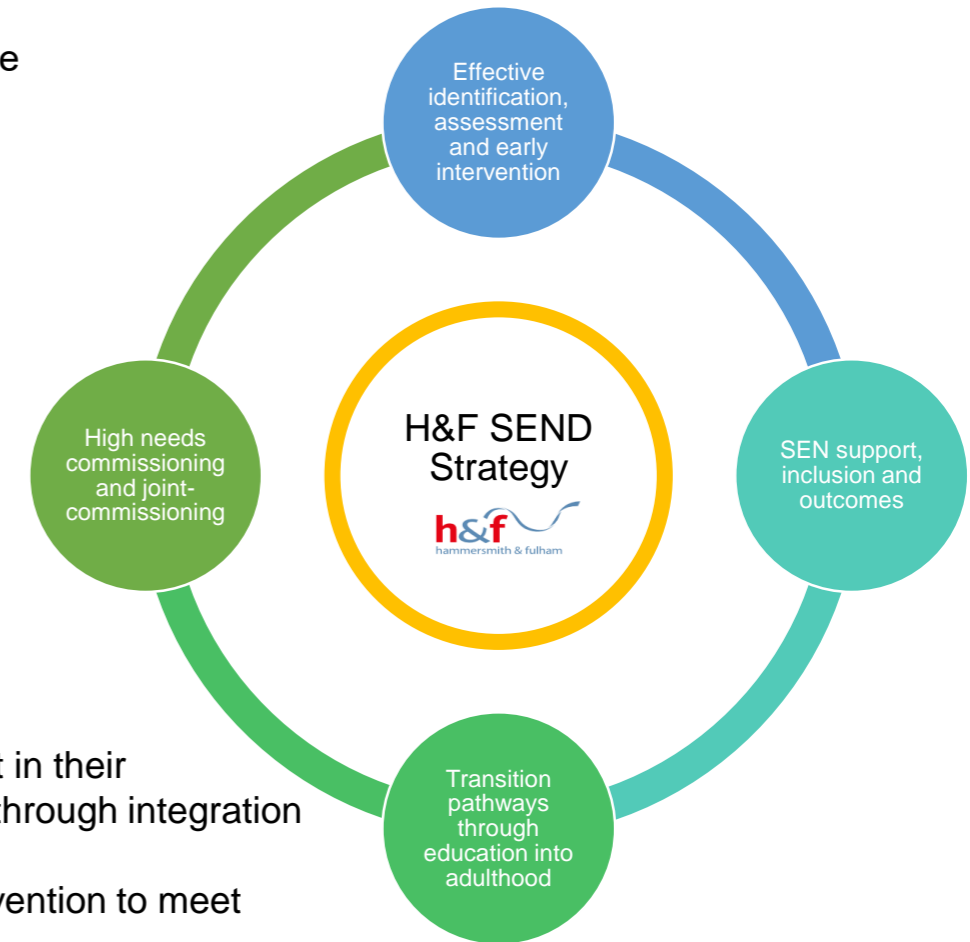 e
Effective
identification,
assessment
and early
intervention
High needs
commissioning
and joint-
commissioning
H&F SEND
Strategy
h&f
hammersmith & fulham
SEN support,
inclusion and
outcomes
Transition
pathways
through
education into
adulthood
t in their
through integration
vention to meet